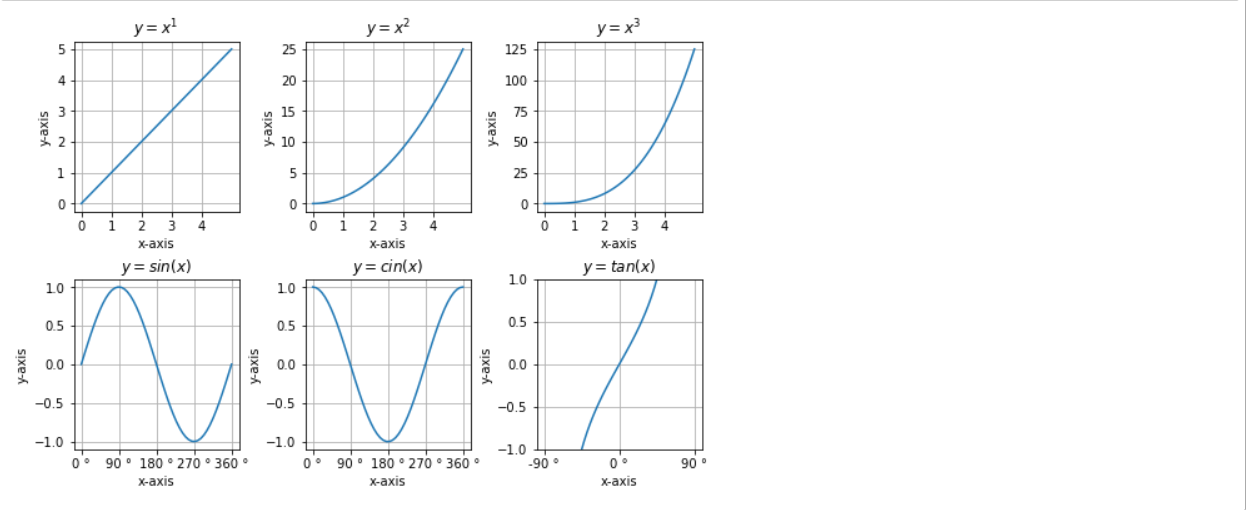 y = x¹
5
4
3
2
1
0
y-axis
0 1 2 3 4
x-axis
y = x²
25
20
15
10
5
0
y-axis
0 1 2 3 4
x-axis
y = x³
125
100
75
50
25
0
y-axis
0 1 2 3 4
x-axis
y = sin(x)
1.0
0.5
0.0
−0.5
−1.0
y-axis
0 ° 90 ° 180 ° 270 ° 360 °
x-axis
y = cin(x)
1.0
0.5
0.0
−0.5
−1.0
y-axis
0 ° 90 ° 180 ° 270 ° 360 °
x-axis
y = tan(x)
1.0
0.5
0.0
−0.5
−1.0
y-axis
-90 ° 0 ° 90 °
x-axis